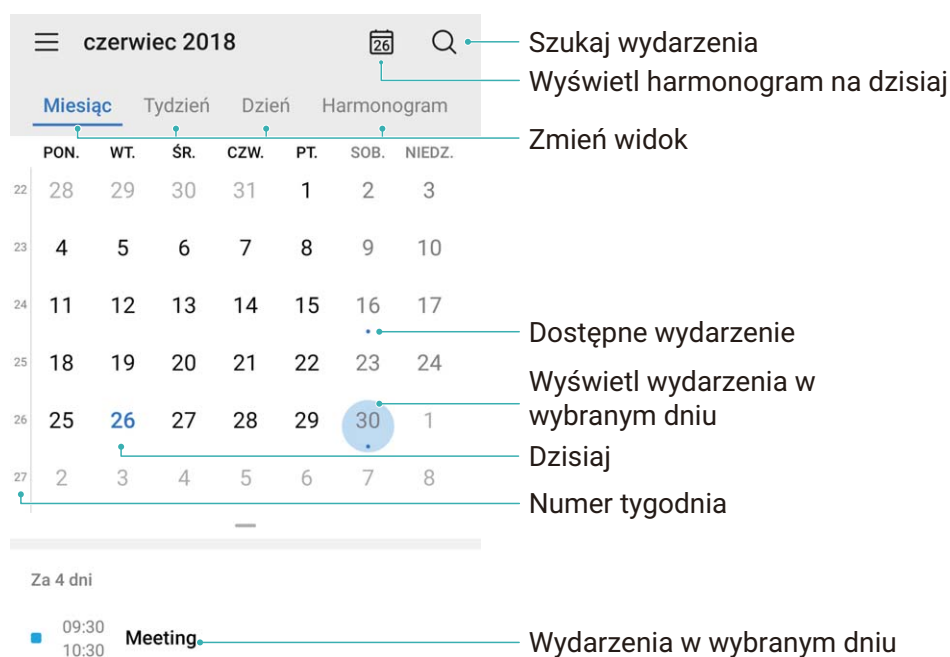 czerwiec 2018
26
Szukaj wydarzenia
Wyświetl harmonogram na dzisiaj
Miesiąc Tydzień Dzień Harmonogram
Zmień widok
PON. WT. ŚR. CZW. PT. SOB. NIEDZ.
22 28 29 30 31 1 2 3
23 4 5 6 7 8 9 10
24 11 12 13 14 15 16 17
Dostępne wydarzenie
25 18 19 20 21 22 23 24
Wyświetl wydarzenia w
wybranym dniu
26 25 26 27 28 29 30 1
Dzisiaj
27 2 3 4 5 6 7 8
Numer tygodnia
Za 4 dni
09:30
10:30
Meeting
Wydarzenia w wybranym dniu